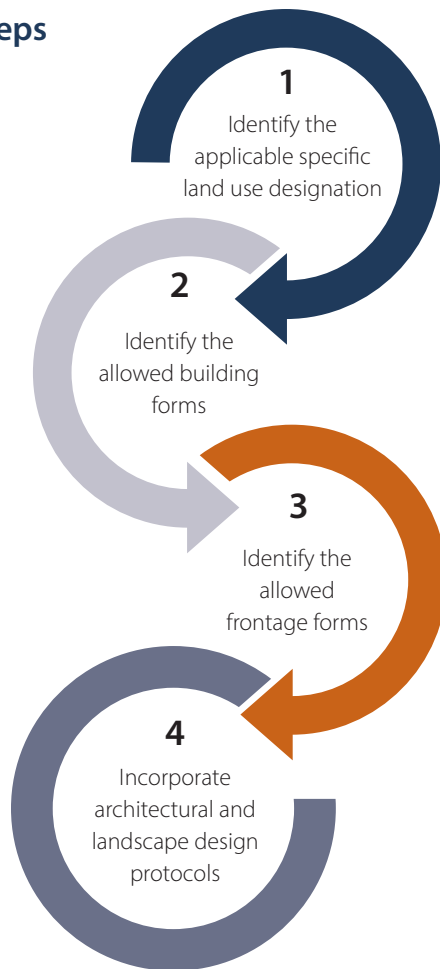 eps
1
Identify the
applicable specific
land use designation
2
Identify the
allowed building
forms
3
Identify the
allowed
frontage forms
4
Incorporate
architectural and
landscape design
protocols